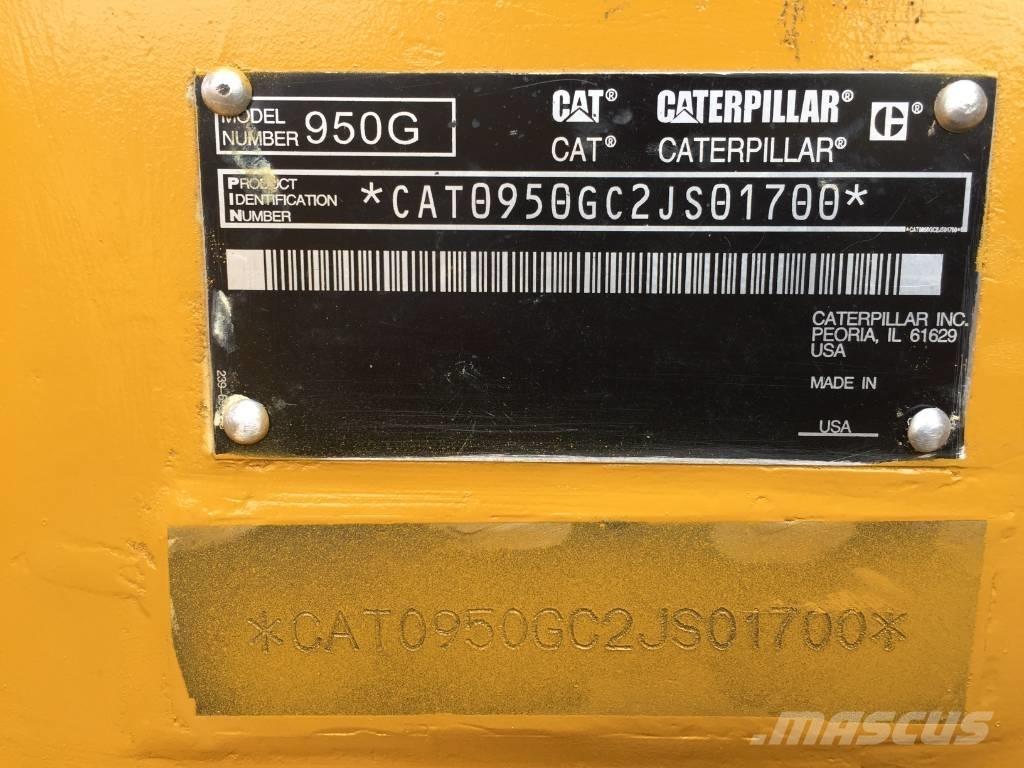 MODEL
NUMBER 950G
CAT® CATERPILLAR® ®
CAT® CATERPILLAR®
PRODUCT
IDENTIFICATION
NUMBER
*CAT0950GC2JS01700*
*CAT0950GC2JS01700*
CATERPILLAR INC.
PEORIA, IL 61629
USA
MADE IN
USA
*CAT0950GC2JS01700*
MASCUS